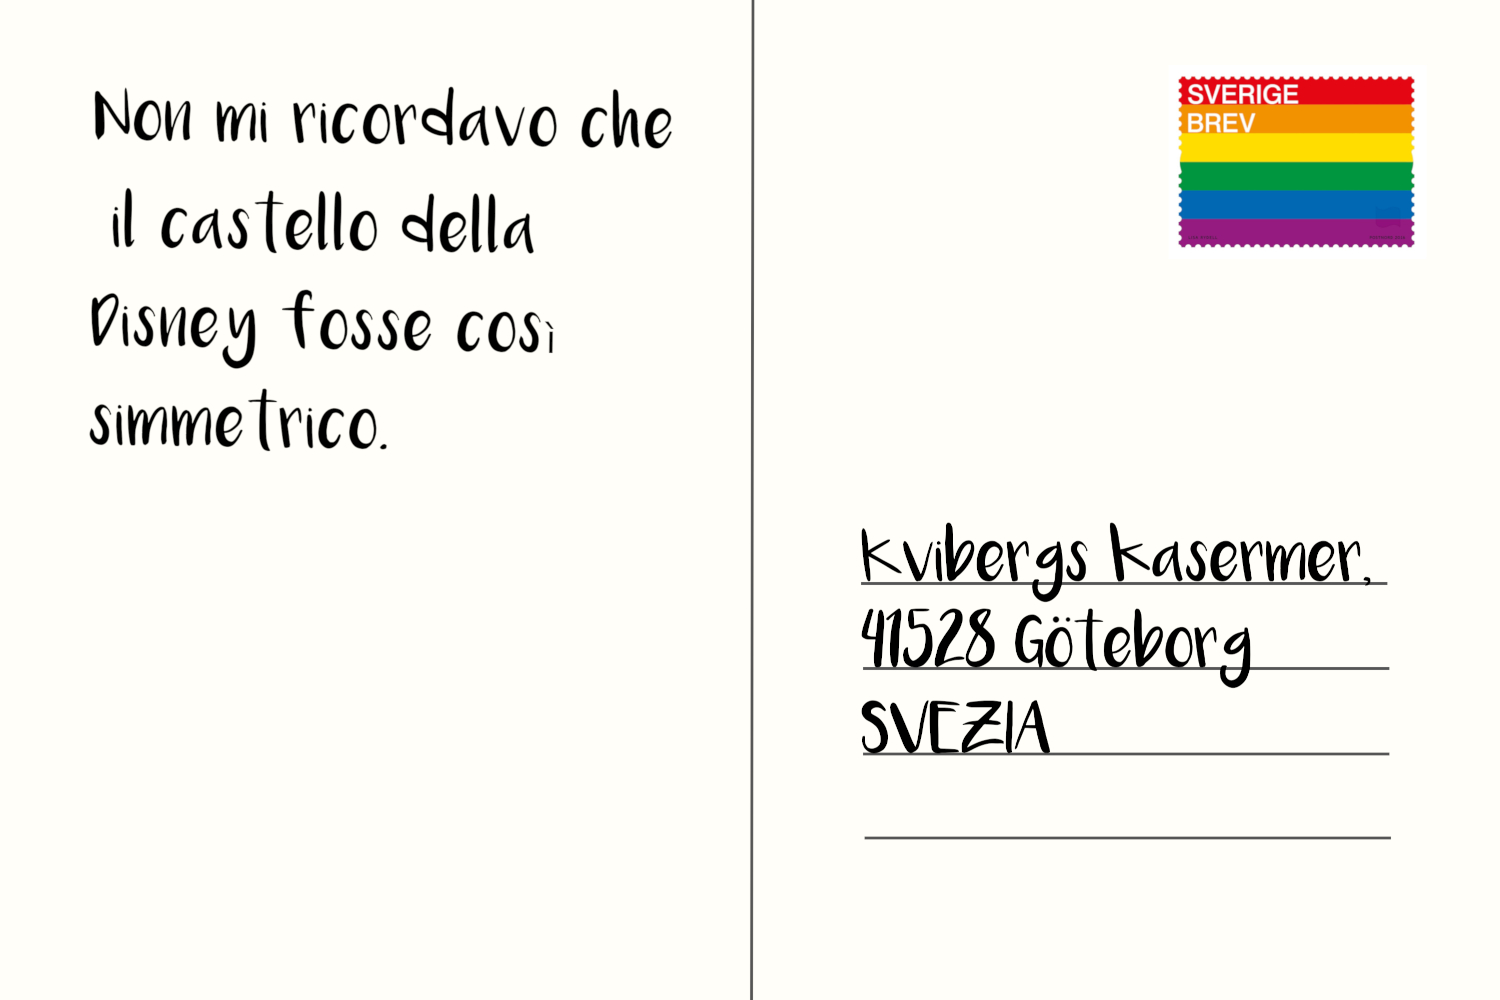 Non mi ricordavo che
il castello della
Disney fosse così
simmetrico.
SVERIGE
BREV
Kvibergs Kasermer,
41528 Göteborg
SVEZIA